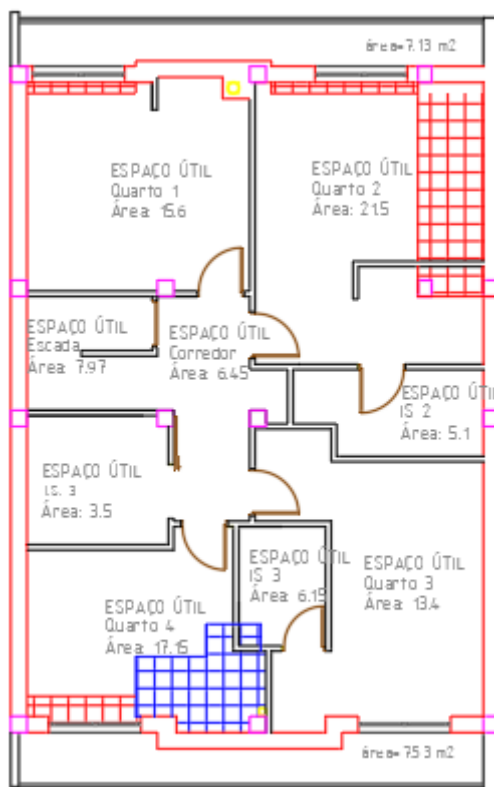 área= 7.13 m2
ESPAÇO ÚTIL
Quarto 1
Área: 15.6
ESPAÇO ÚTIL
Quarto 2
Área: 21.5
ESPAÇO ÚTIL
Escada
Área: 7.97
ESPAÇO ÚTIL
Corredor
Área: 6.45
ESPAÇO ÚTIL
IS 2
Área: 5.1
ESPAÇO ÚTIL
I.S. 3
Área: 3.5
ESPAÇO ÚTIL
IS 3
Área: 6.15
ESPAÇO ÚTIL
Quarto 3
Área: 13.4
ESPAÇO ÚTIL
Quarto 4
Área: 17.15
área= 7.53 m2